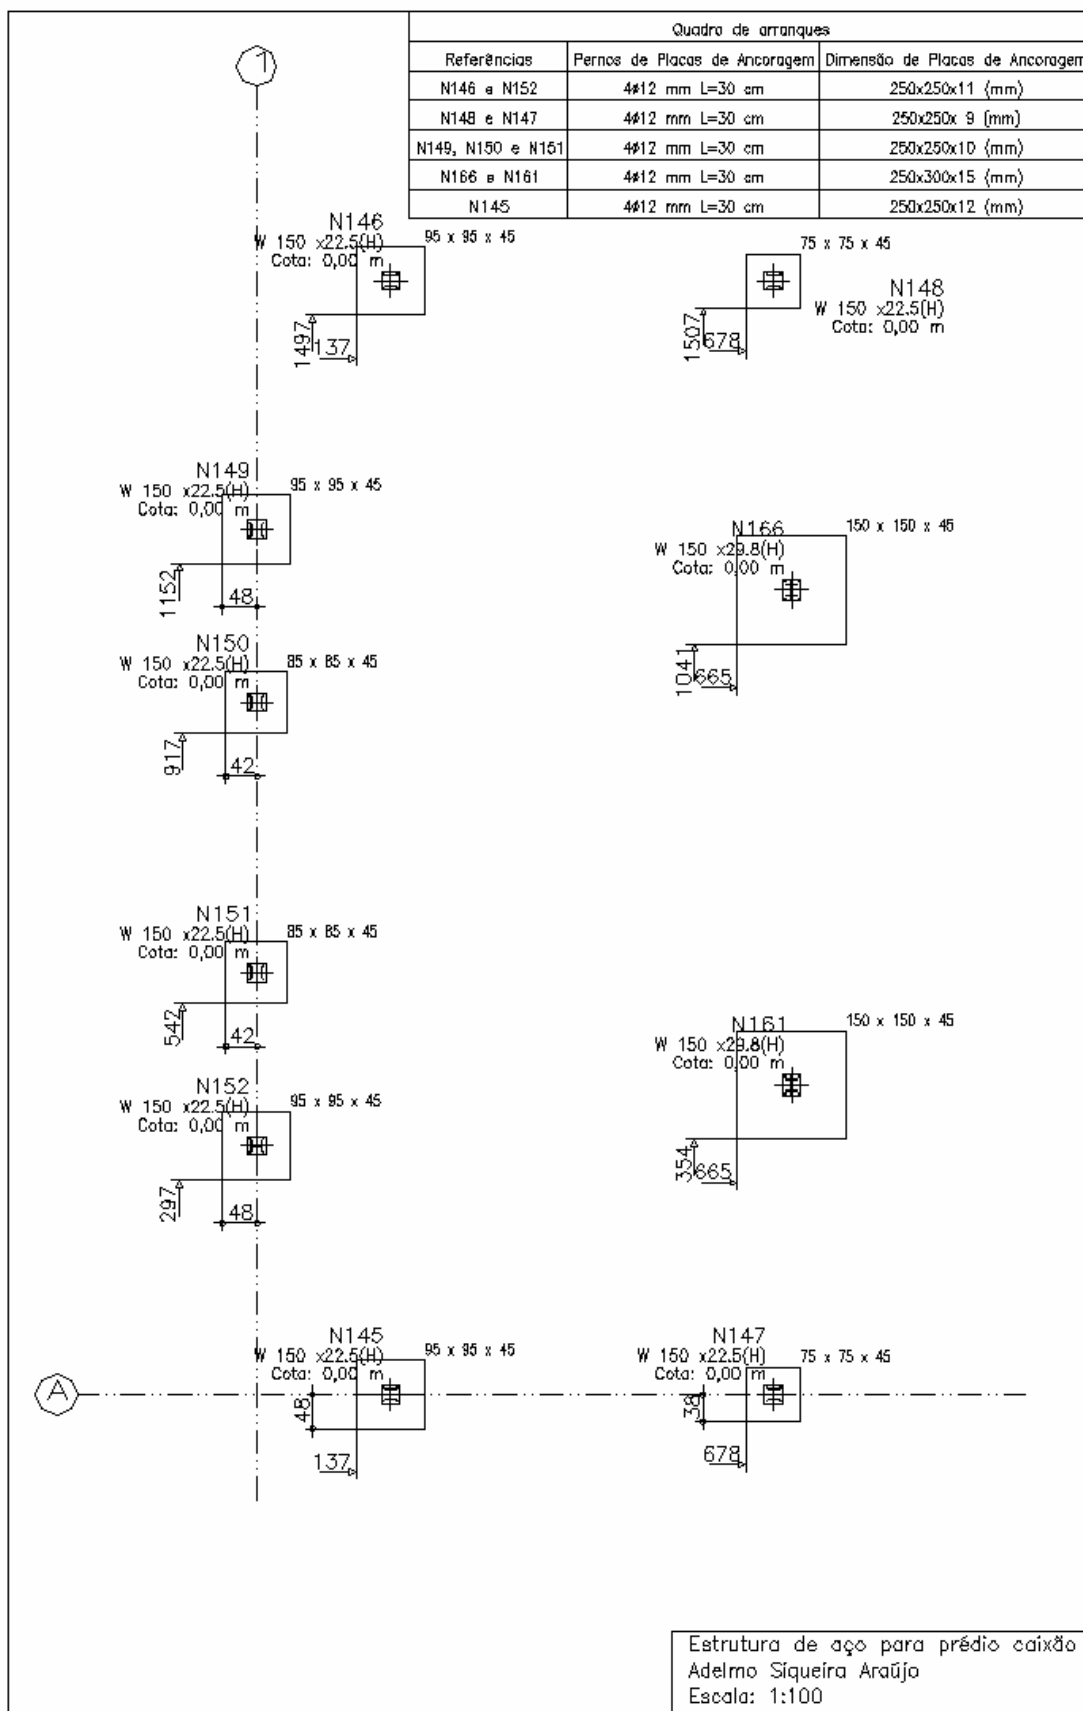 Quadro de arranques
Referências Pernos de Placas de Ancoragem Dimensão de Placas de Ancoragem
N146 e N152 4ø12 mm L=30 cm 250x250x11 (mm)
N148 e N147 4ø12 mm L=30 cm 250x250x 9 (mm)
N149, N150 e N151 4ø12 mm L=30 cm 250x250x10 (mm)
N166 e N161 4ø12 mm L=30 cm 250x300x15 (mm)
N145 4ø12 mm L=30 cm 250x250x12 (mm)
1
N146
W 150 x22.5(H)
Cota: 0,00 m
95 x 95 x 45
1497
137
75 x 75 x 45
N148
W 150 x22.5(H)
Cota: 0,00 m
1507
678
N149
W 150 x22.5(H)
Cota: 0,00 m
95 x 95 x 45
1152
48
N166
W 150 x29.8(H)
Cota: 0,00 m
150 x 150 x 45
1041
665
N150
W 150 x22.5(H)
Cota: 0,00 m
85 x 85 x 45
917
42
N151
W 150 x22.5(H)
Cota: 0,00 m
85 x 85 x 45
542
42
N161
W 150 x29.8(H)
Cota: 0,00 m
150 x 150 x 45
354
665
N152
W 150 x22.5(H)
Cota: 0,00 m
95 x 95 x 45
297
48
N145
W 150 x22.5(H)
Cota: 0,00 m
95 x 95 x 45
48
137
N147
W 150 x22.5(H)
Cota: 0,00 m
75 x 75 x 45
38
678
A
Estrutura de aço para prédio caixão
Adelmo Siqueira Araújo
Escala: 1:100